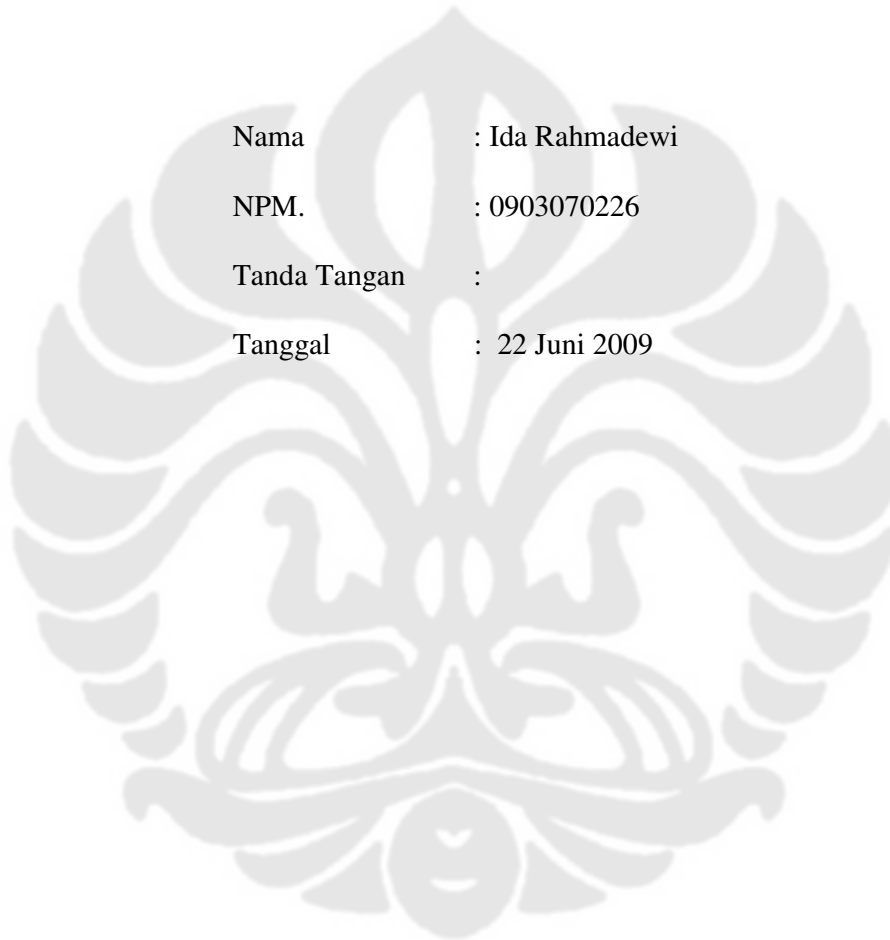 Nama : Ida Rahmadewi
NPM. : 0903070226
Tanda Tangan :
Tanggal : 22 Juni 2009